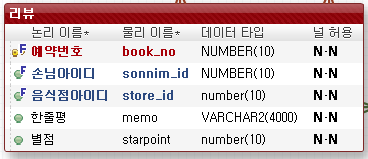 리뷰
논리 이름* 물리 이름* 데이터 타입 널 허용
예약번호 book_no NUMBER(10) N·N
손님아이디 sonnim_id NUMBER(10) N·N
음식점아이디 store_id number(10) N·N
한줄평 memo VARCHAR2(4000) N·N
별점 starpoint number(10) N·N